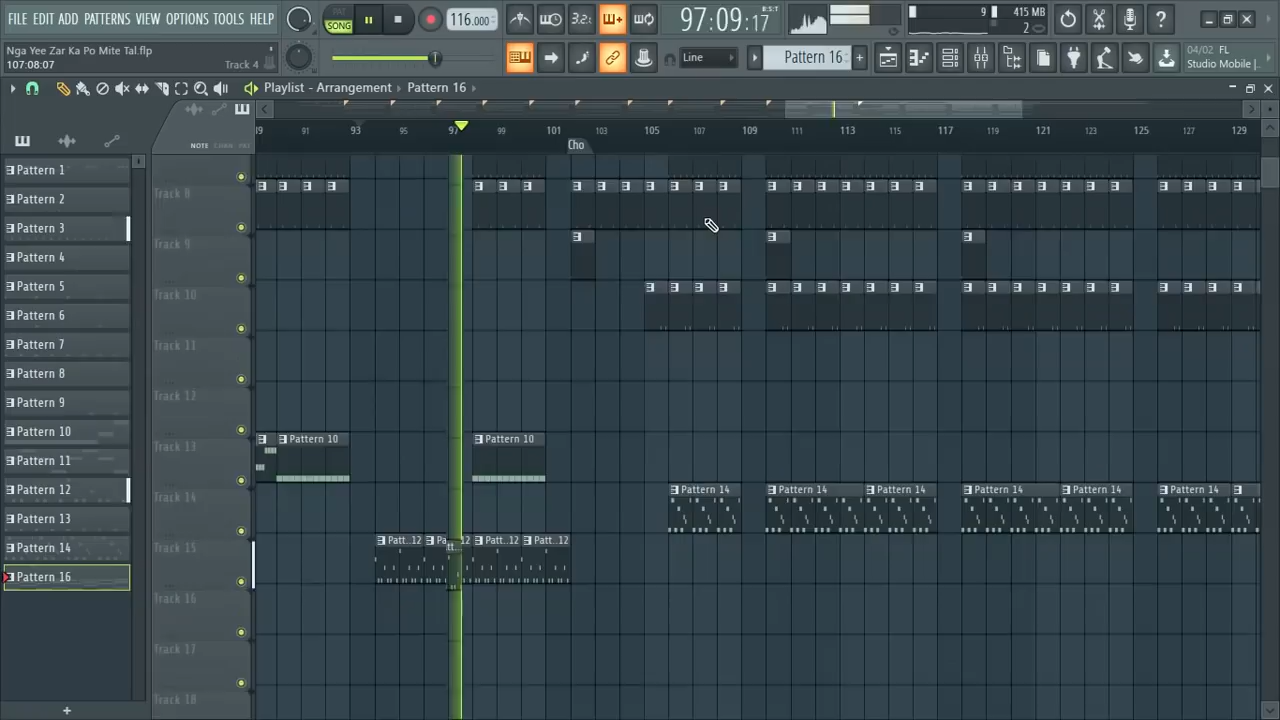 FILE EDIT PATTERNS VIEW OPTIONS TOOLS HELP
PAT
SONG
116.000
3.2
97:09:17
B:S:T
9
415 MB
2
Nga Yee Zar Ka Po Mite Tal.flp
107:08:07
Track 4
Line
Pattern 16
04/02 FL
Studio Mobile |
Playlist - Arrangement
Pattern 16
NOTE CHAN PAT
89 91 93 95 97 99 101 103 105 107 109 111 113 115 117 119 121 123 125 127 129
Cho
Pattern 1
Pattern 2
Pattern 3
Pattern 4
Pattern 5
Pattern 6
Pattern 7
Pattern 8
Pattern 9
Pattern 10
Pattern 11
Pattern 12
Pattern 13
Pattern 14
Pattern 16
Track 8
Track 9
Track 10
Track 11
Track 12
Track 13
Pattern 10 Pattern 10
Track 14
Pattern 14 Pattern 14 Pattern 14 Pattern 14 Pattern 14 Pattern 14
Track 15
Patt..12 Patt..12 Patt..12
Track 16
Track 17
Track 18